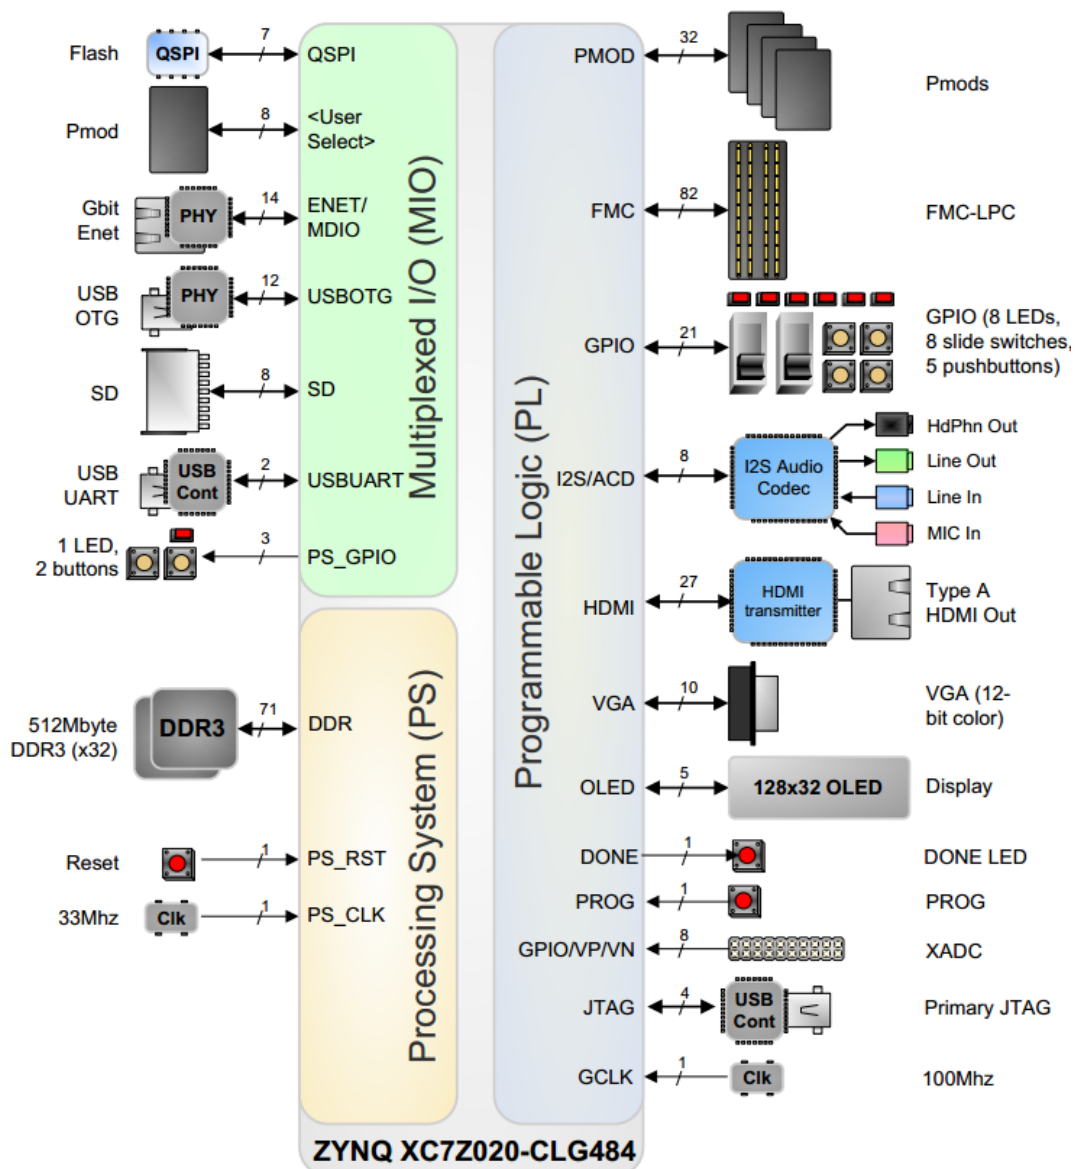 Flash
QSPI
7
QSPI
Pmod
8
<User
Select>
Gbit
Enet
PHY
14
ENET/
MDIO
USB
OTG
PHY
12
USBOTG
SD
8
SD
USB
UART
USB
Cont
2
USBUART
1 LED,
2 buttons
3
PS_GPIO
Multiplexed I/O (MIO)
512Mbyte
DDR3 (x32)
DDR3
71
DDR
Reset
1
PS_RST
33Mhz
Clk
1
PS_CLK
Processing System (PS)
Programmable Logic (PL)
PMOD
32
Pmods
FMC
82
FMC-LPC
GPIO
21
GPIO (8 LEDs,
8 slide switches,
5 pushbuttons)
I2S/ACD
8
I2S Audio
Codec
HdPhn Out
Line Out
Line In
MIC In
HDMI
27
HDMI
transmitter
Type A
HDMI Out
VGA
10
VGA (12-
bit color)
OLED
5
128x32 OLED
Display
DONE
1
DONE LED
PROG
1
PROG
GPIO/VP/VN
8
XADC
JTAG
4
USB
Cont
Primary JTAG
GCLK
1
Clk
100Mhz
ZYNQ XC7Z020-CLG484